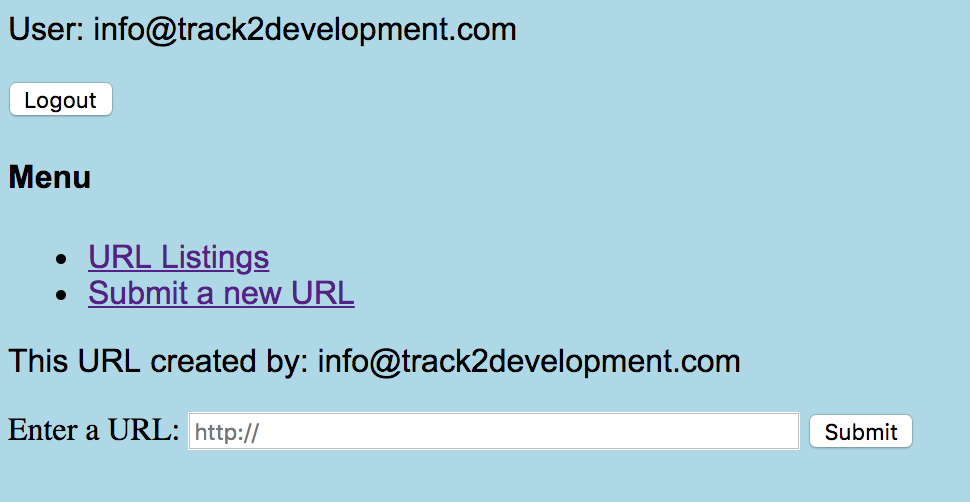 User: info@track2development.com
Logout
Menu
URL Listings
Submit a new URL
This URL created by: info@track2development.com
Enter a URL: http:// Submit